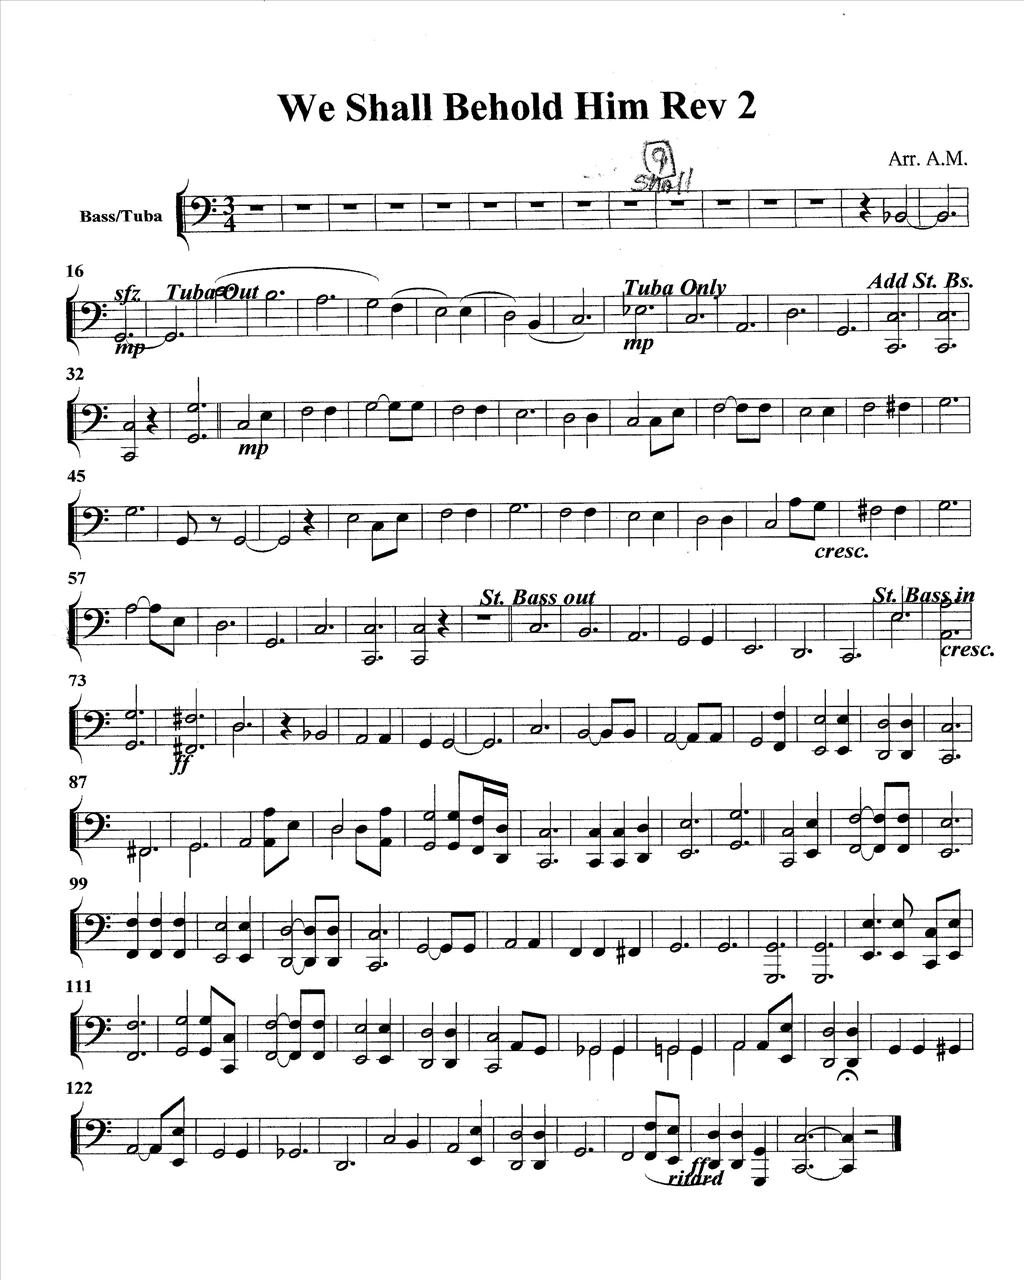 We Shall Behold Him Rev 2
Arr. A.M.
9
small
Bass/Tuba
3
4
16
sfz Tuba Out Tuba Only Add St. Bs.
mp mp
32
mp
45
cresc.
57
St. Bass out St. Bass in
cresc.
73
ff
87
99
111
122
ff
ritard